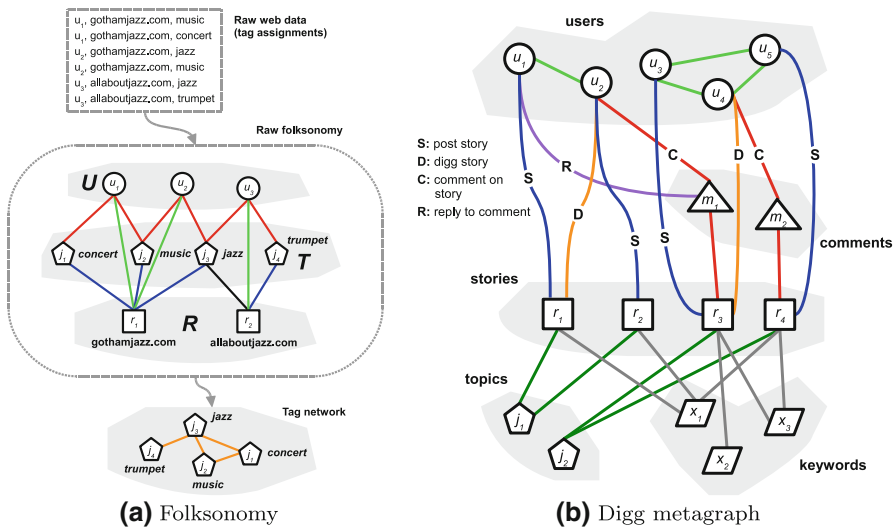 Raw web data
(tag assignments)
u1, gothamjazz.com, music
u1, gothamjazz.com, concert
u2, gothamjazz.com, jazz
u2, gothamjazz.com, music
u3, allaboutjazz.com, jazz
u3, allaboutjazz.com, trumpet
Raw folksonomy
U
u1
u2
u3
j1
concert
j2
music
j3
jazz
j4
trumpet
T
r1
R
r2
gothamjazz.com
allaboutjazz.com
Tag network
jazz
j3
j4
trumpet
j2
music
j1
concert
(a) Folksonomy
users
u1
u2
u3
u4
u5
S: post story
D: digg story
C: comment on
story
R: reply to comment
S
R
C
D
C
S
D
S
S
m1
m2
comments
stories
r1
r2
r3
r4
topics
j1
j2
x1
x2
x3
keywords
(b) Digg metagraph